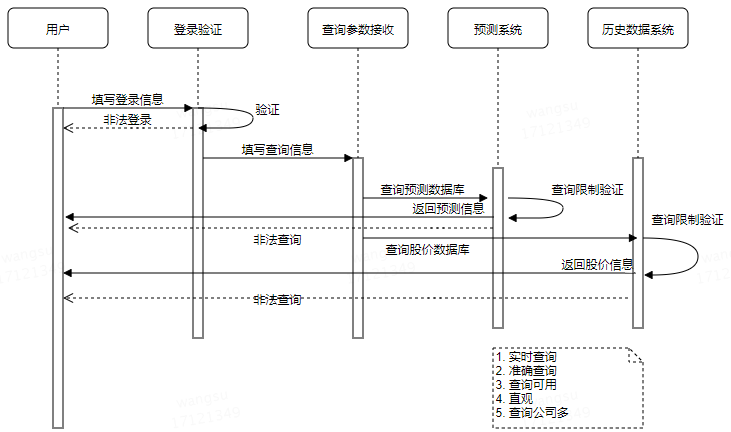 用户
登录验证
查询参数接收
预测系统
历史数据系统
填写登录信息
验证
非法登录
填写查询信息
查询预测数据库
查询限制验证
返回预测信息
查询限制验证
非法查询
查询股价数据库
返回股价信息
非法查询
1. 实时查询
2. 准确查询
3. 查询可用
4. 直观
5. 查询公司多
wangsu
17121349